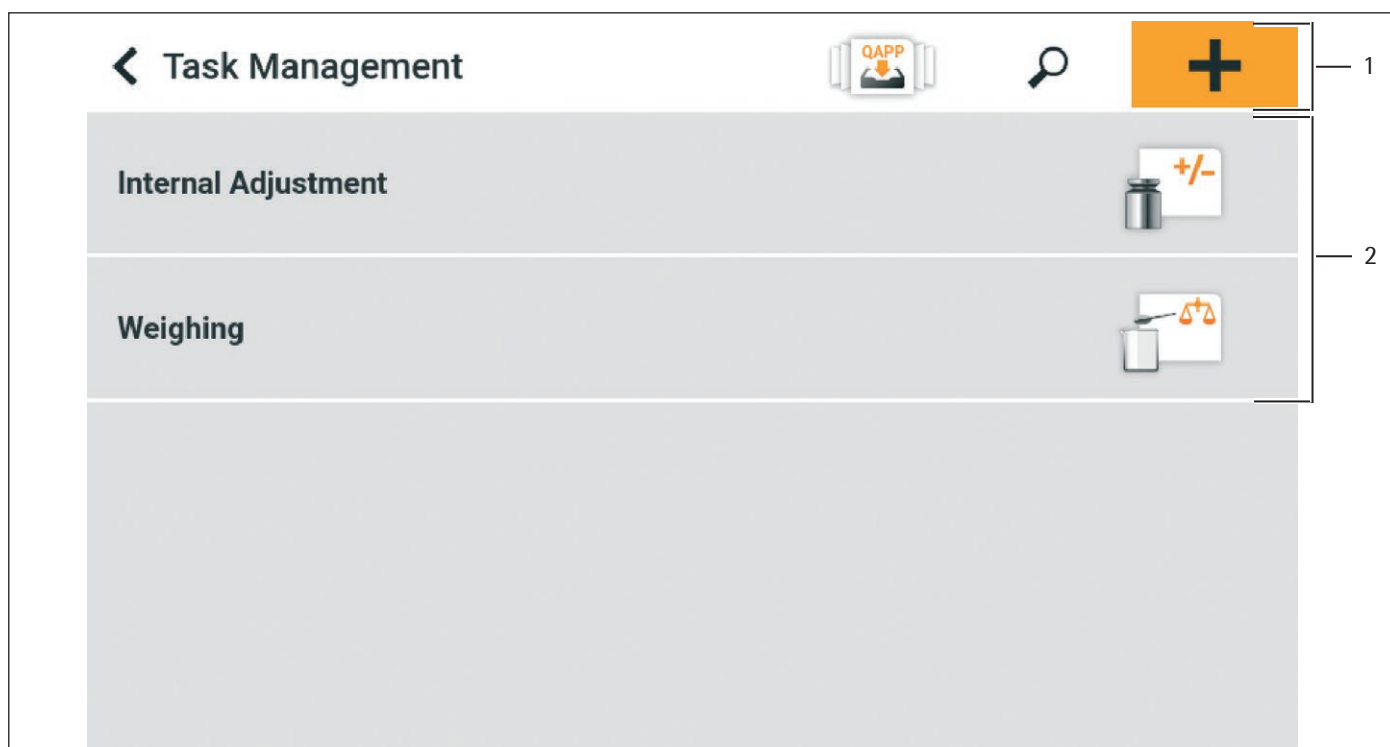 Task Management
QAPP
1
Internal Adjustment
+/-
2
Weighing